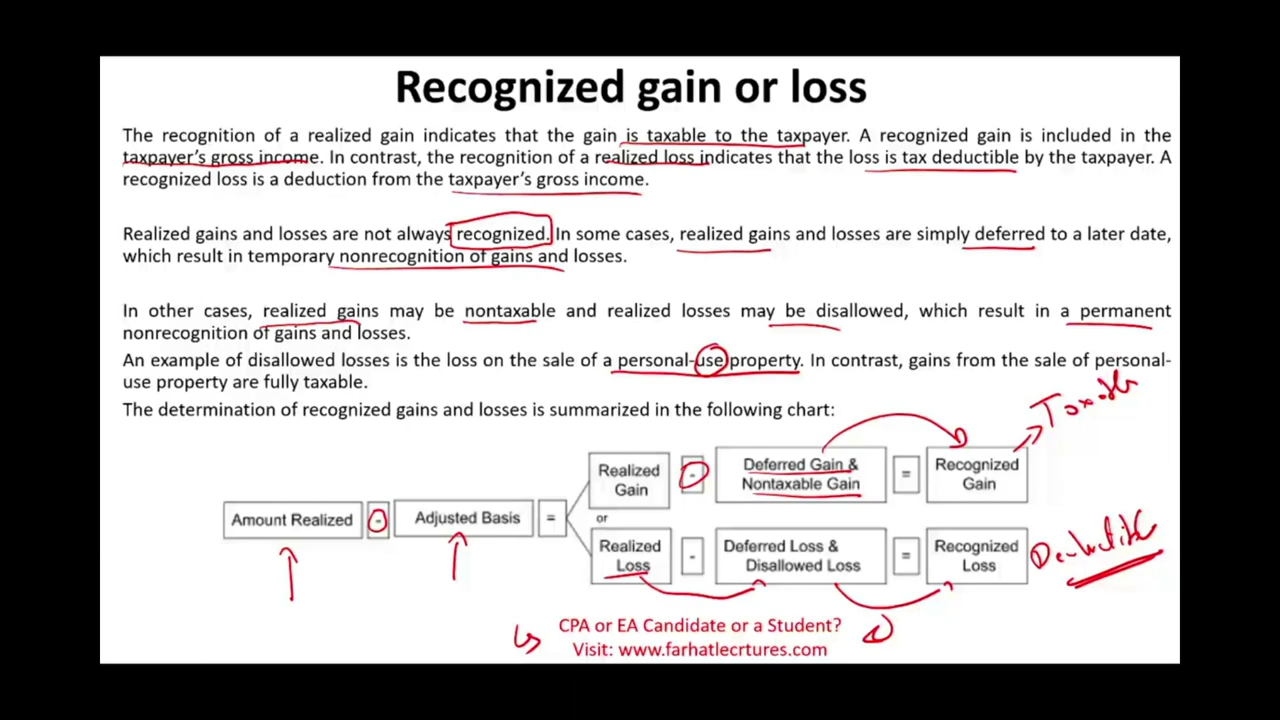 Recognized gain or loss
The recognition of a realized gain indicates that the gain is taxable to the taxpayer. A recognized gain is included in the
taxpayer's gross income. In contrast, the recognition of a realized loss indicates that the loss is tax deductible by the taxpayer. A
recognized loss is a deduction from the taxpayer's gross income.
Realized gains and losses are not always recognized. In some cases, realized gains and losses are simply deferred to a later date,
which result in temporary nonrecognition of gains and losses.
In other cases, realized gains may be nontaxable and realized losses may be disallowed, which result in a permanent
nonrecognition of gains and losses.
An example of disallowed losses is the loss on the sale of a personal-use property. In contrast, gains from the sale of personal-
use property are fully taxable.
The determination of recognized gains and losses is summarized in the following chart:
Taxable
Realized
Gain
-
Deferred Gain &
Nontaxable Gain
=
Recognized
Gain
Amount Realized
-
Adjusted Basis
=
or
Realized
Loss
-
Deferred Loss &
Disallowed Loss
=
Recognized
Loss
Deductible
CPA or EA Candidate or a Student?
Visit: www.farhatlecrtures.com